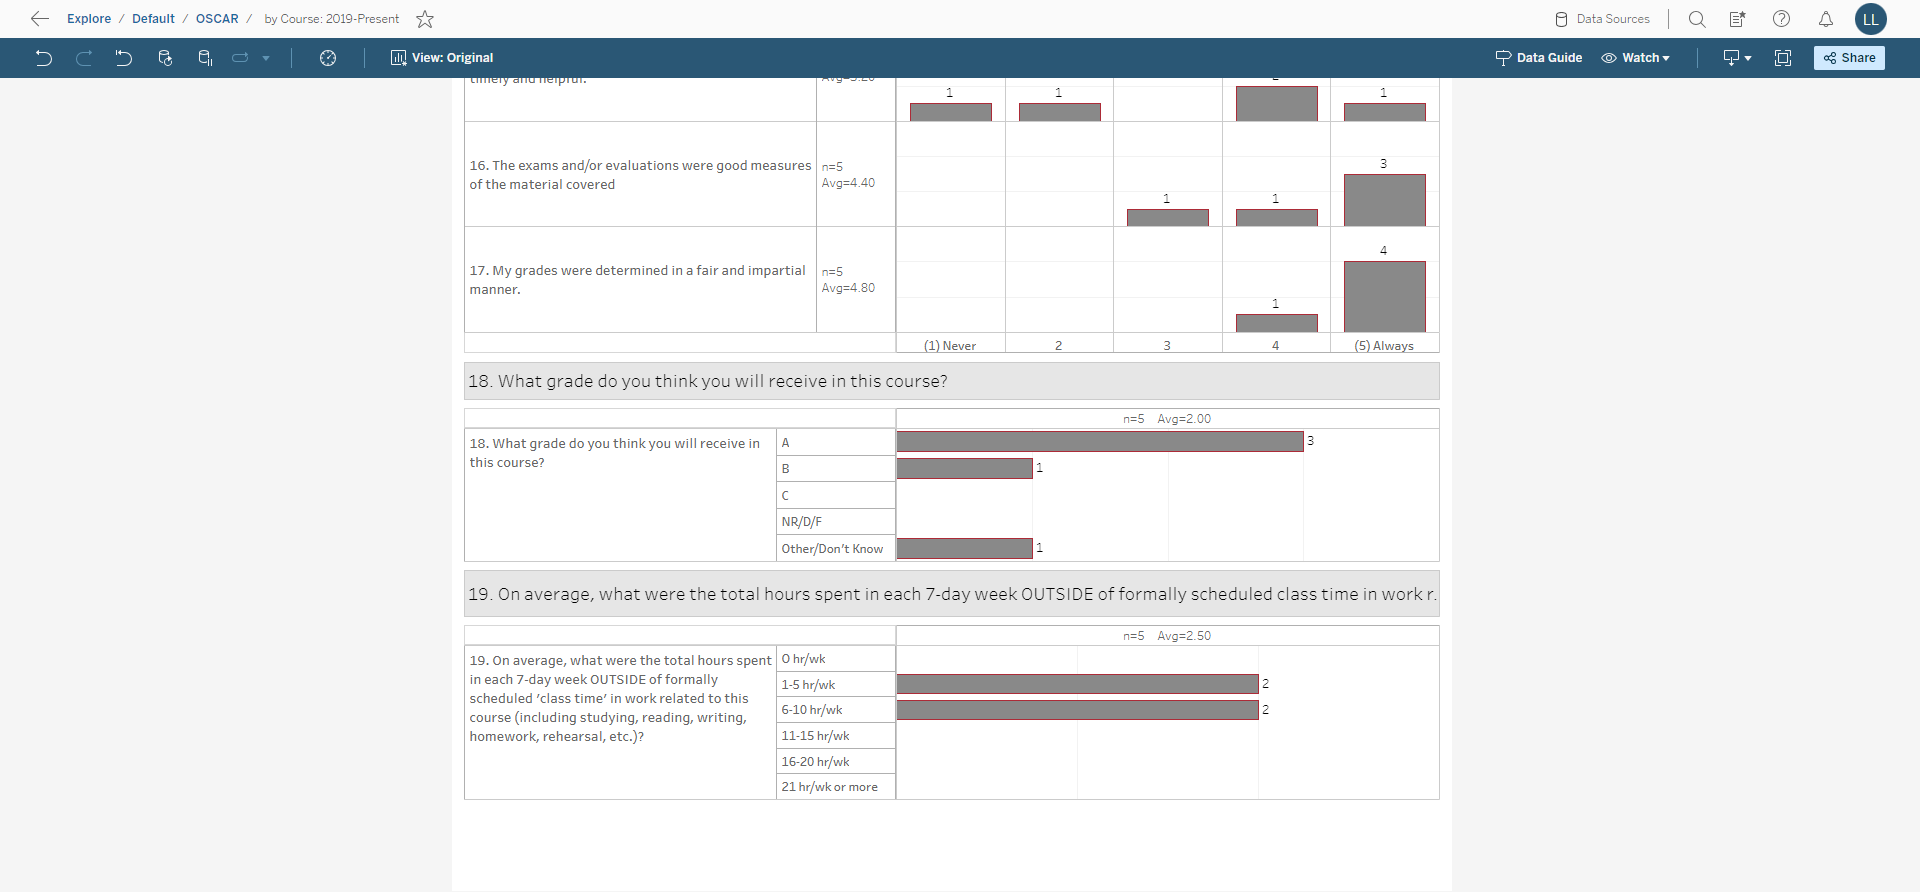 Explore / Default / OSCAR / by Course: 2019-Present
Data Sources
LL
View: Original
Data Guide
Watch
Share
timely and helpful.
Avg=3.20
1
1
2
1
16. The exams and/or evaluations were good measures
of the material covered
n=5
Avg=4.40
1
1
3
17. My grades were determined in a fair and impartial
manner.
n=5
Avg=4.80
1
4
(1) Never
2
3
4
(5) Always
18. What grade do you think you will receive in this course?
n=5 Avg=2.00
18. What grade do you think you will receive in
this course?
A
3
B
1
C
NR/D/F
Other/Don't Know
1
19. On average, what were the total hours spent in each 7-day week OUTSIDE of formally scheduled class time in work r.
n=5 Avg=2.50
19. On average, what were the total hours spent
in each 7-day week OUTSIDE of formally
scheduled 'class time' in work related to this
course (including studying, reading, writing,
homework, rehearsal, etc.)?
0 hr/wk
1-5 hr/wk
2
6-10 hr/wk
2
11-15 hr/wk
16-20 hr/wk
21 hr/wk or more